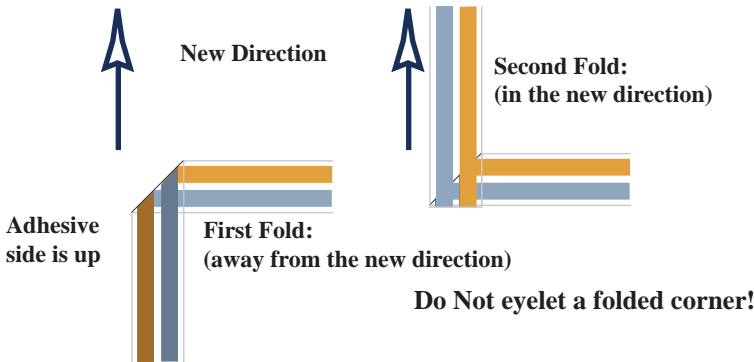 New Direction
Adhesive
side is up
First Fold:
(away from the new direction)
Second Fold:
(in the new direction)
Do Not eyelet a folded corner!